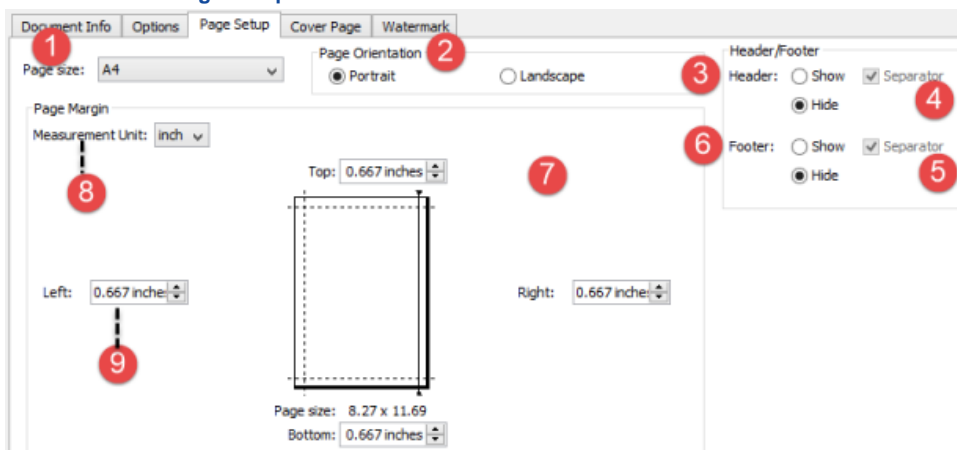 Document Info Options Page Setup Cover Page Watermark
1
Page size: A4
Page Orientation 2
Portrait Landscape
Header/Footer
3 Header: Show Separator
4
Hide
6 Footer: Show Separator
5
Hide
Page Margin
Measurement Unit: inch
8
Top: 0.667 inches
7
Left: 0.667 inche
Right: 0.667 inche
9
Page size: 8.27 x 11.69
Bottom: 0.667 inches